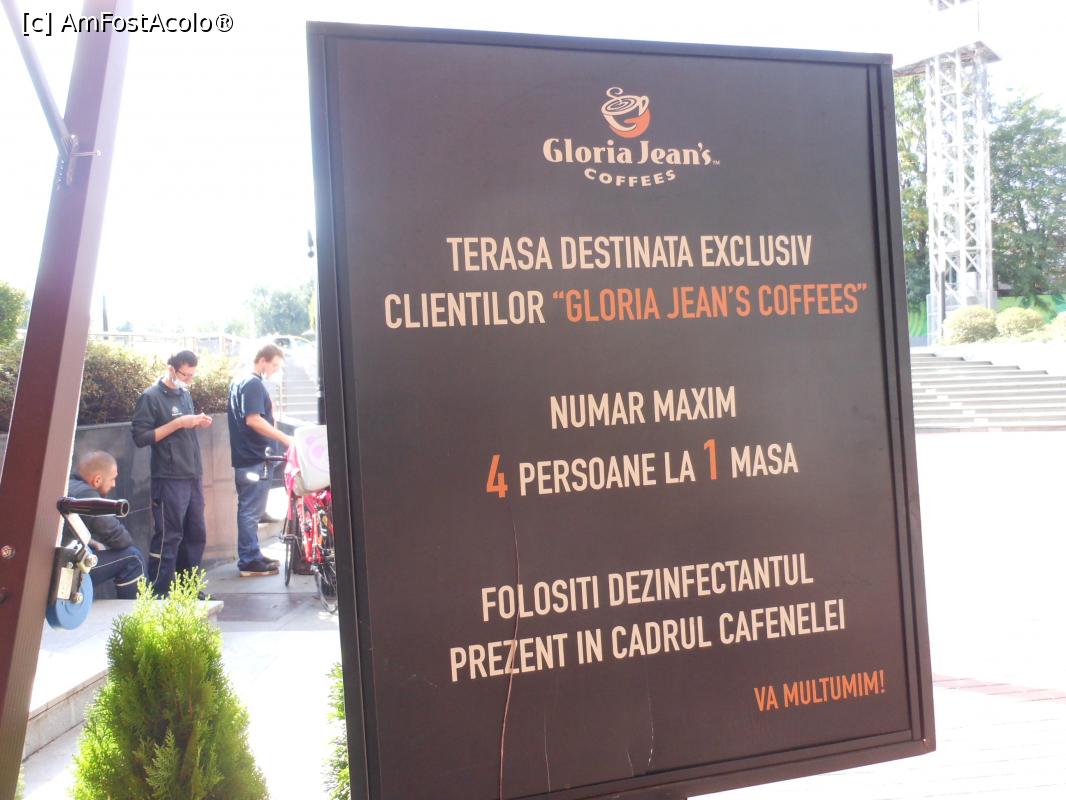 [c] AmFostAcolo®
Gloria Jean's™
COFFEES
TERASA DESTINATA EXCLUSIV
CLIENTILOR “GLORIA JEAN'S COFFEES”
NUMAR MAXIM
4 PERSOANE LA 1 MASA
FOLOSITI DEZINFECTANTUL
PREZENT IN CADRUL CAFENELEI
VA MULTUMIM!